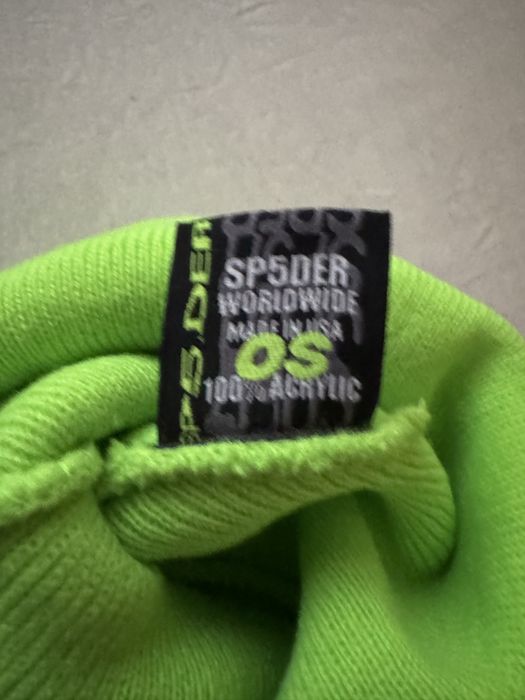 SP5DER
SP5DER
WORLDWIDE
MADE IN USA
OS
100% ACRYLIC